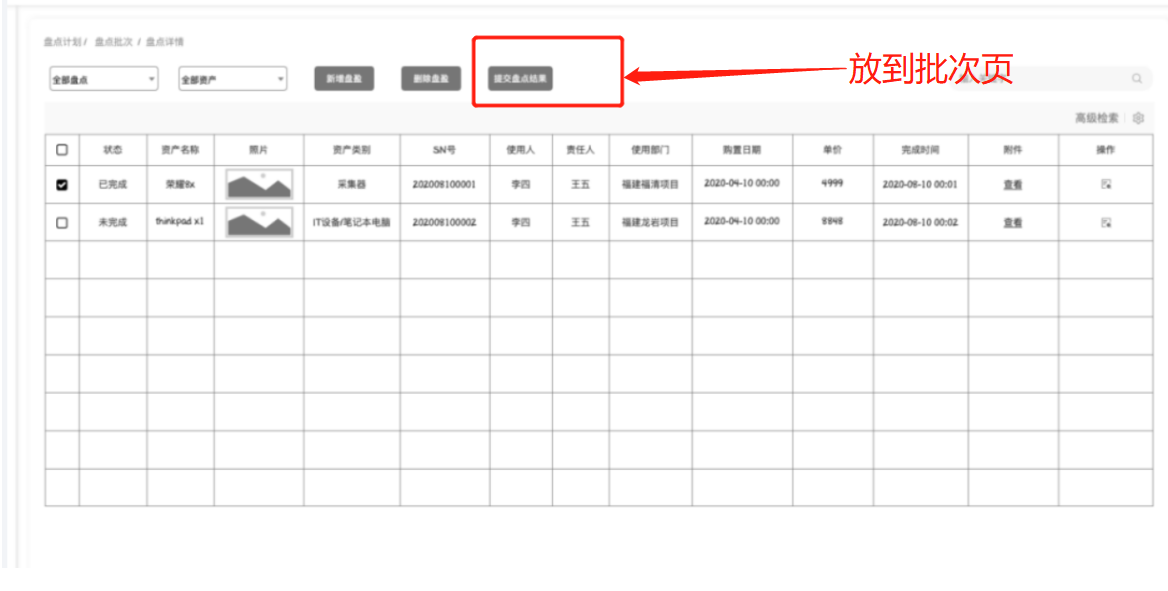 盘点计划 / 盘点批次 / 盘点详情
全部盘点 全部资产 新增盘盈 删除盘盈 提交盘点结果 放到批次页
高级检索
状态 资产名称 照片 资产类别 SN号 使用人 责任人 使用部门 购置日期 单价 完成时间 附件 操作
已完成 荣耀8x 采集器 202008100001 李四 王五 福建福清项目 2020-04-10 00:00 4999 2020-08-10 00:01 查看
未完成 thinkpad x1 IT设备/笔记本电脑 202008100002 李四 王五 福建龙岩项目 2020-04-10 00:00 8848 2020-08-10 00:02 查看